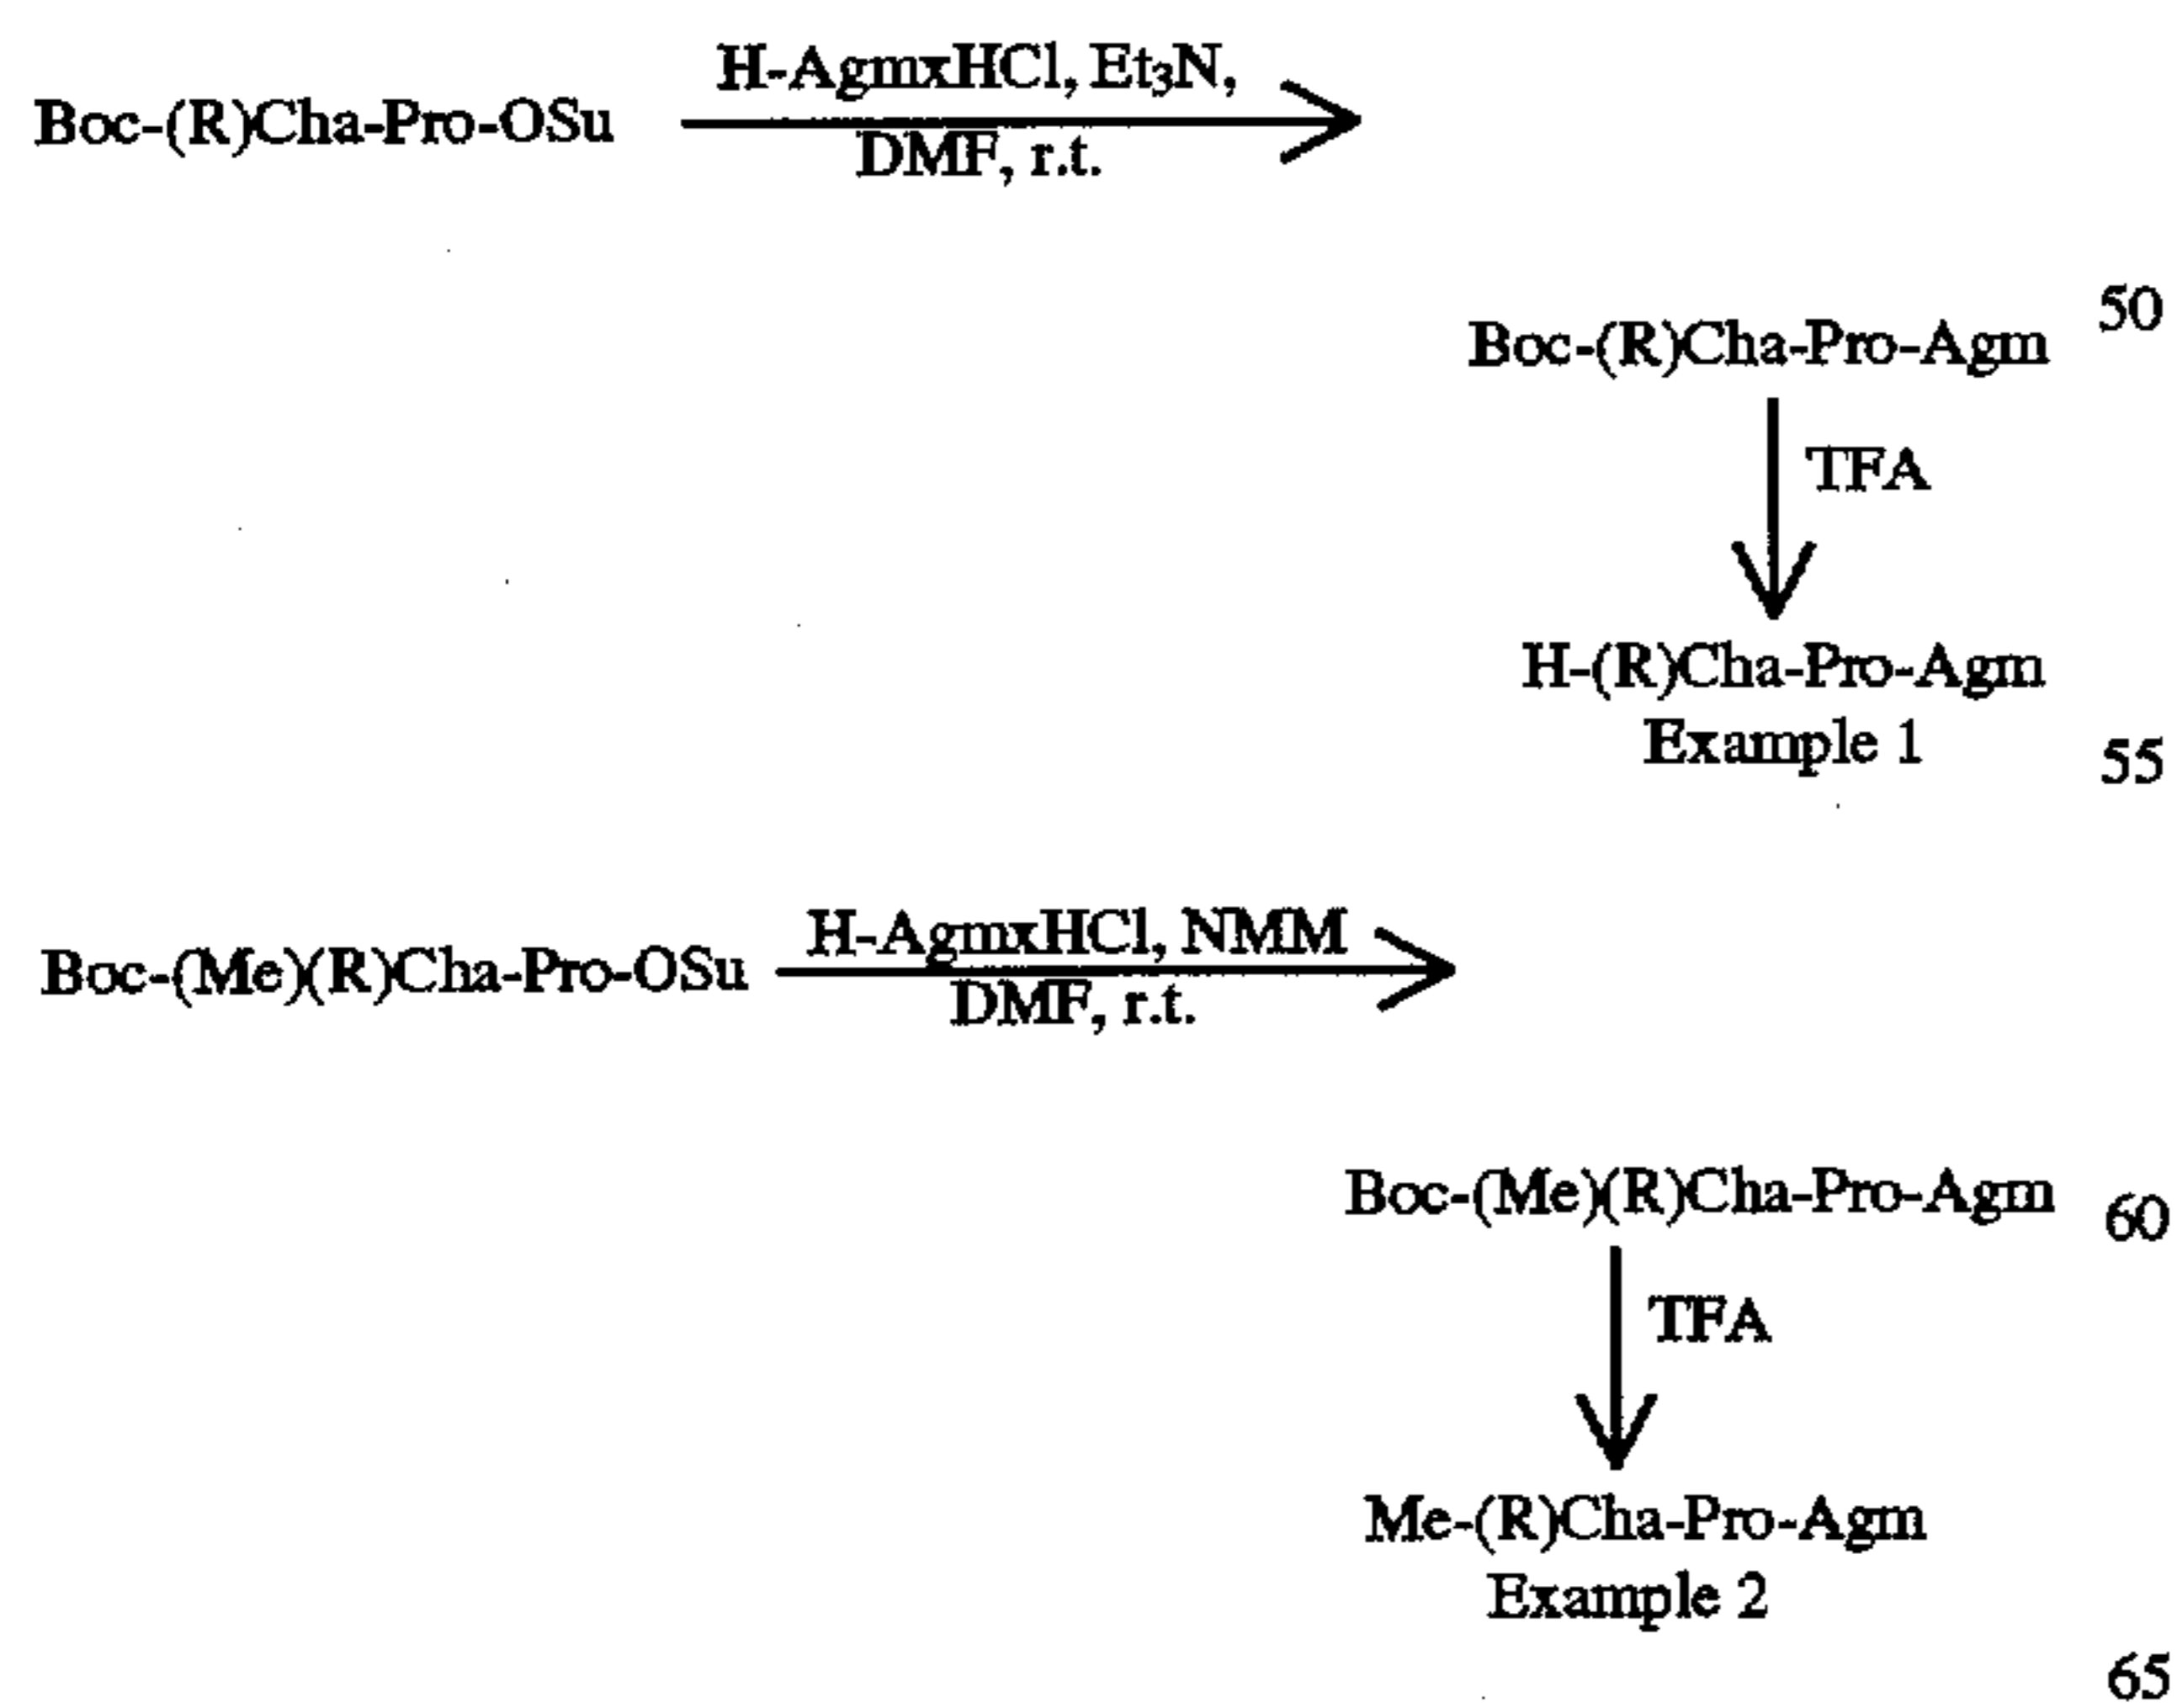 H-AgmxHCl, Et₃N,
Boc-(R)Cha-Pro-OSu
DMF, r.t.
50
Boc-(R)Cha-Pro-Agm
TFA
H-(R)Cha-Pro-Agm
Example 1
55
H-AgmxHCl, NMM
Boc-(Me)(R)Cha-Pro-OSu
DMF, r.t.
Boc-(Me)(R)Cha-Pro-Agm
60
TFA
Me-(R)Cha-Pro-Agm
Example 2
65